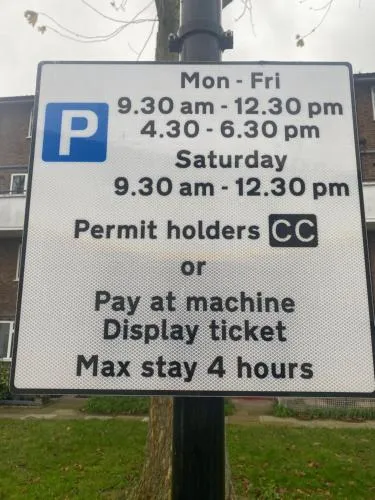 Mon - Fri
P 9.30 am - 12.30 pm
4.30 - 6.30 pm
Saturday
9.30 am - 12.30 pm
Permit holders CC
or
Pay at machine
Display ticket
Max stay 4 hours